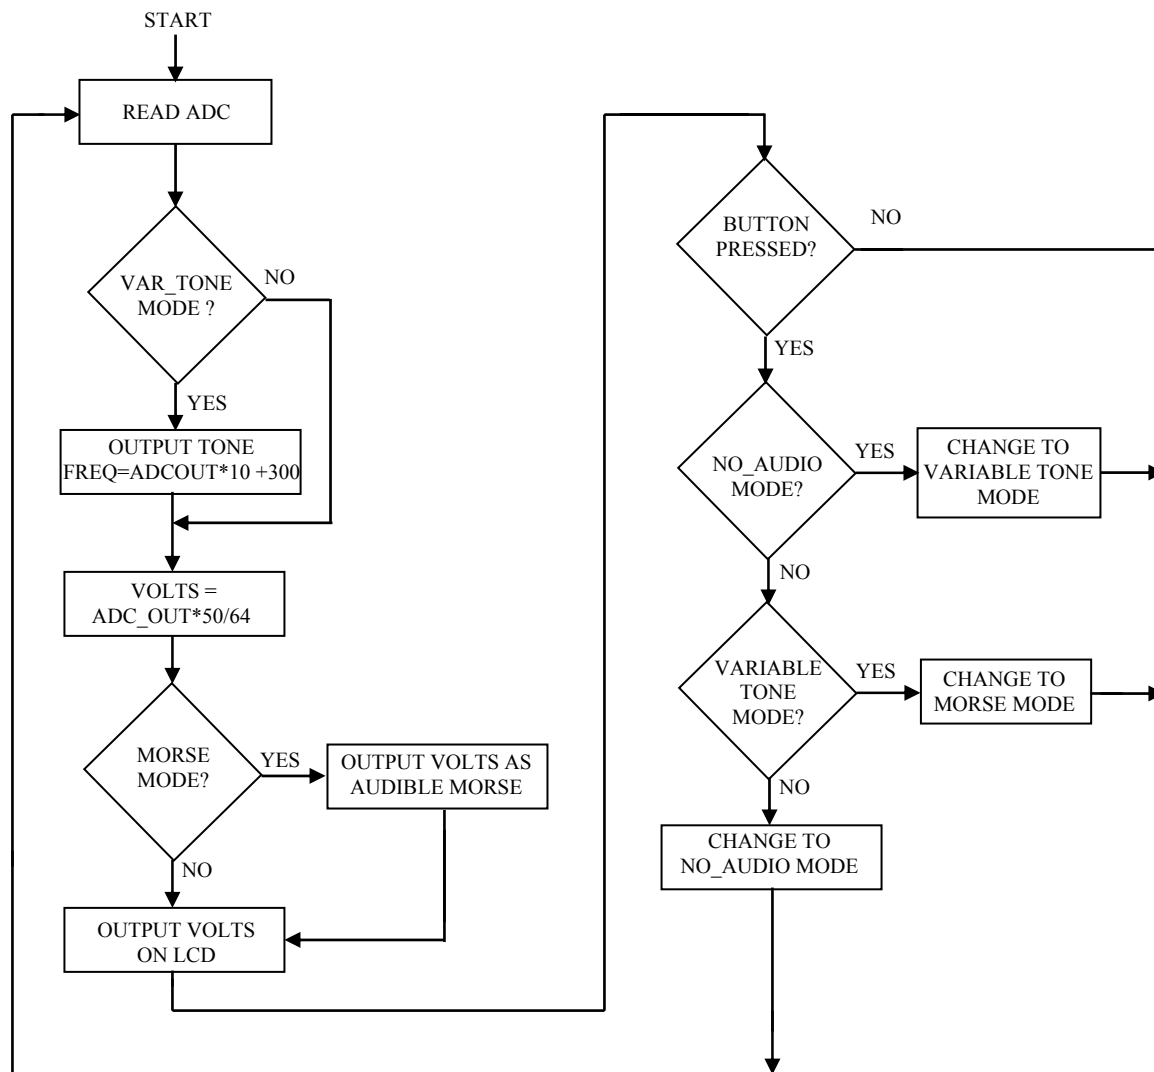 START
READ ADC
VAR_TONE
MODE ?
NO
YES
OUTPUT TONE
FREQ=ADCOUT*10 +300
VOLTS =
ADC_OUT*50/64
MORSE
MODE?
YES
OUTPUT VOLTS AS
AUDIBLE MORSE
NO
OUTPUT VOLTS
ON LCD
BUTTON
PRESSED?
NO
YES
NO_AUDIO
MODE?
YES
CHANGE TO
VARIABLE TONE
MODE
NO
VARIABLE
TONE
MODE?
YES
CHANGE TO
MORSE MODE
NO
CHANGE TO
NO_AUDIO MODE